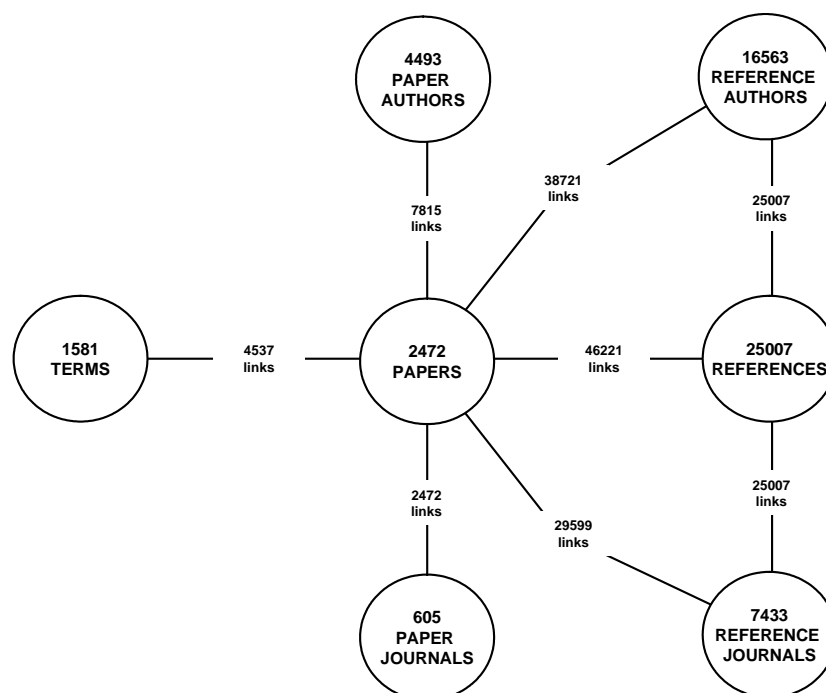 4493
PAPER
AUTHORS
16563
REFERENCE
AUTHORS
38721
links
7815
links
25007
links
1581
TERMS
4537
links
2472
PAPERS
46221
links
25007
REFERENCES
2472
links
25007
links
29599
links
605
PAPER
JOURNALS
7433
REFERENCE
JOURNALS